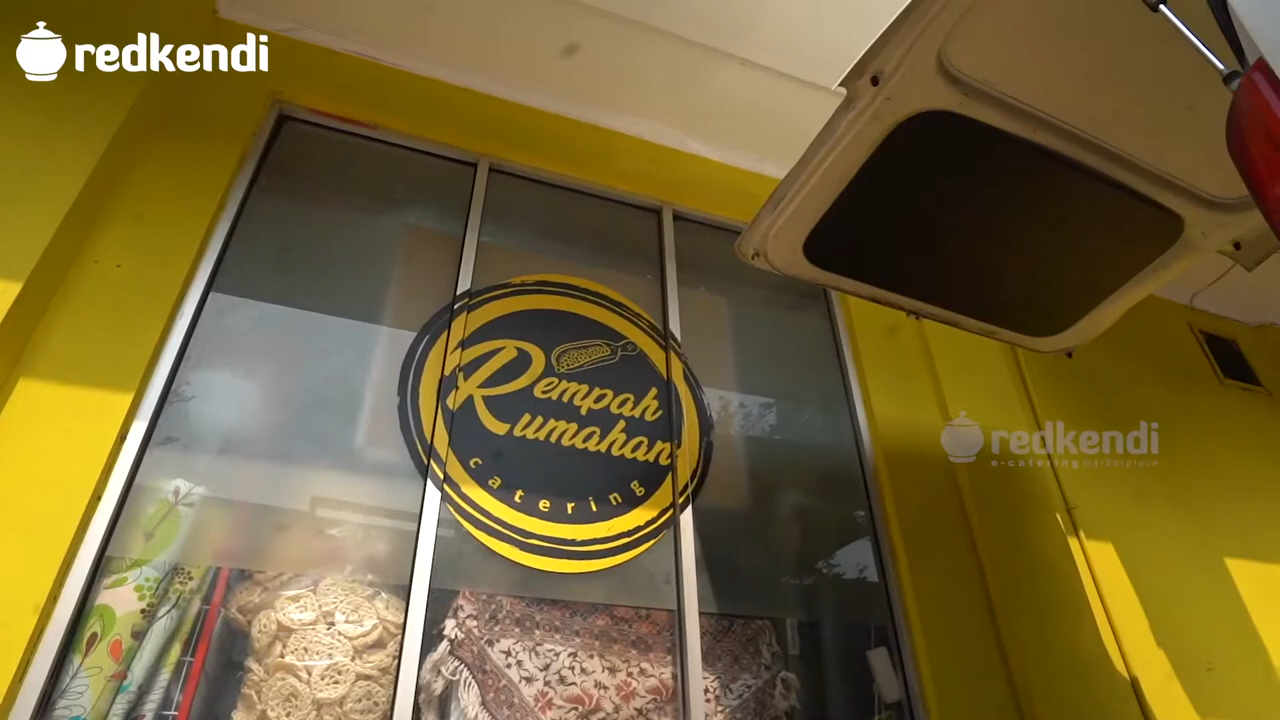 redkendi
Rempah
Rumahan
catering
redkendi
e-catering marketplace